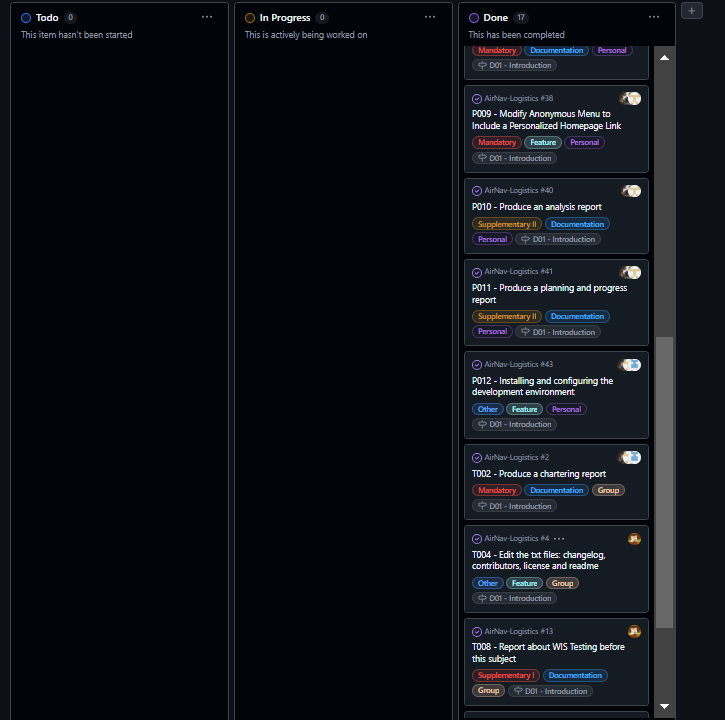 Todo 0 ...
This item hasn't been started
In Progress 0 ...
This is actively being worked on
Done 17 ...
This has been completed
Mandatory Documentation Personal
D01 - Introduction
AirNav-Logistics #38
P009 - Modify Anonymous Menu to
Include a Personalized Homepage Link
Mandatory Feature Personal
D01 - Introduction
AirNav-Logistics #40
P010 - Produce an analysis report
Supplementary II Documentation
Personal D01 - Introduction
AirNav-Logistics #41
P011 - Produce a planning and progress
report
Supplementary II Documentation
Personal D01 - Introduction
AirNav-Logistics #43
P012 - Installing and configuring the
development environment
Other Feature Personal
D01 - Introduction
AirNav-Logistics #2
T002 - Produce a chartering report
Mandatory Documentation Group
D01 - Introduction
AirNav-Logistics #4 ...
T004 - Edit the txt files: changelog,
contributors, license and readme
Other Feature Group
D01 - Introduction
AirNav-Logistics #13
T008 - Report about WIS Testing before
this subject
Supplementary I Documentation
Group D01 - Introduction